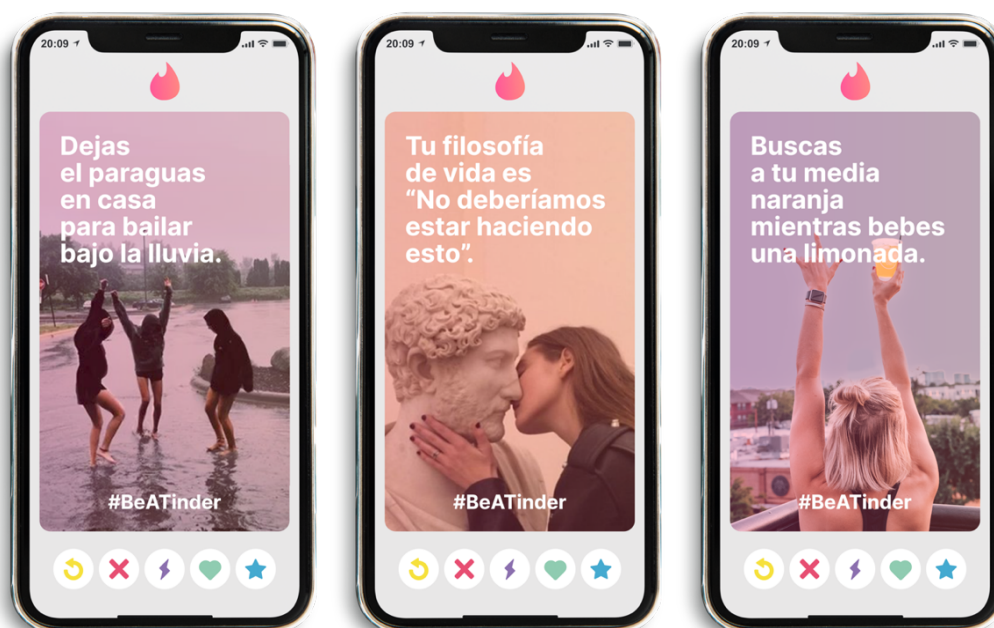 20:09
Dejas
el paraguas
en casa
para bailar
bajo la lluvia.
#BeATinder
20:09
Tu filosofía
de vida es
“No deberíamos
estar haciendo
esto”.
#BeATinder
20:09
Buscas
a tu media
naranja
mientras bebes
una limonada.
#BeATinder